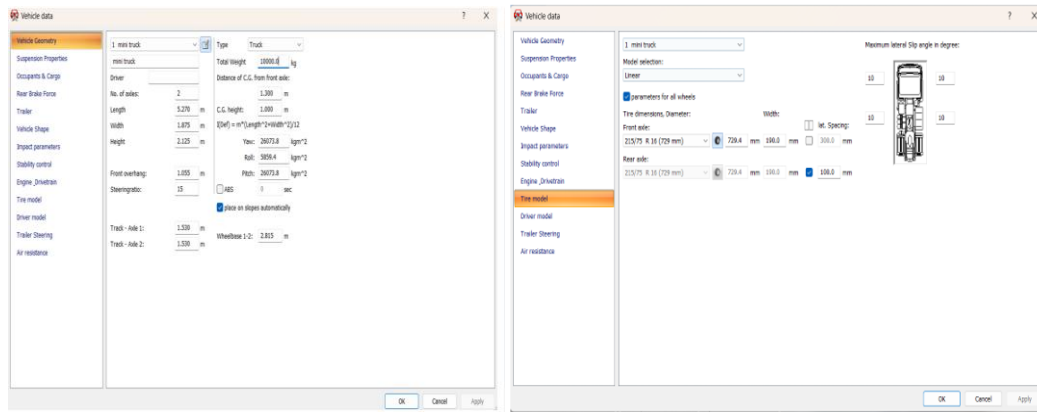 Vehicle data
? X
Vehicle Geometry
Suspension Properties
Occupants & Cargo
Rear Brake Force
Trailer
Vehicle Shape
Impact parameters
Stability control
Engine _Drivetrain
Tire model
Driver model
Trailer Steering
Air resistance
1 mini truck
Type Truck
mini truck
Total Weight 10000.0 kg
Driver
Distance of C.G. from front axle:
No. of axles: 2
1.300 m
Length 5.270 m
C.G. height: 1.000 m
Width 1.875 m
I(Def) = m*(Length^2+Width^2)/12
Height 2.125 m
Yaw: 26073.8 kgm^2
Roll: 5059.4 kgm^2
Front overhang: 1.055 m
Pitch: 26073.8 kgm^2
Steeringratio: 15
ABS 0 sec
place on slopes automatically
Track - Axle 1: 1.530 m
Wheelbase 1-2: 2.815 m
Track - Axle 2: 1.530 m
OK Cancel Apply
Vehicle data
? X
Vehicle Geometry
Suspension Properties
Occupants & Cargo
Rear Brake Force
Trailer
Vehicle Shape
Impact parameters
Stability control
Engine _Drivetrain
Tire model
Driver model
Trailer Steering
Air resistance
1 mini truck
Maximum lateral Slip angle in degree:
Model selection:
Linear
10 10
parameters for all wheels
Tire dimensions, Diameter: Width:
10 10
Front axle:
lat. Spacing:
215/75 R 16 (729 mm) 729.4 mm 190.0 mm 300.0 mm
Rear axle:
215/75 R 16 (729 mm) 729.4 mm 190.0 mm 100.0 mm
OK Cancel Apply